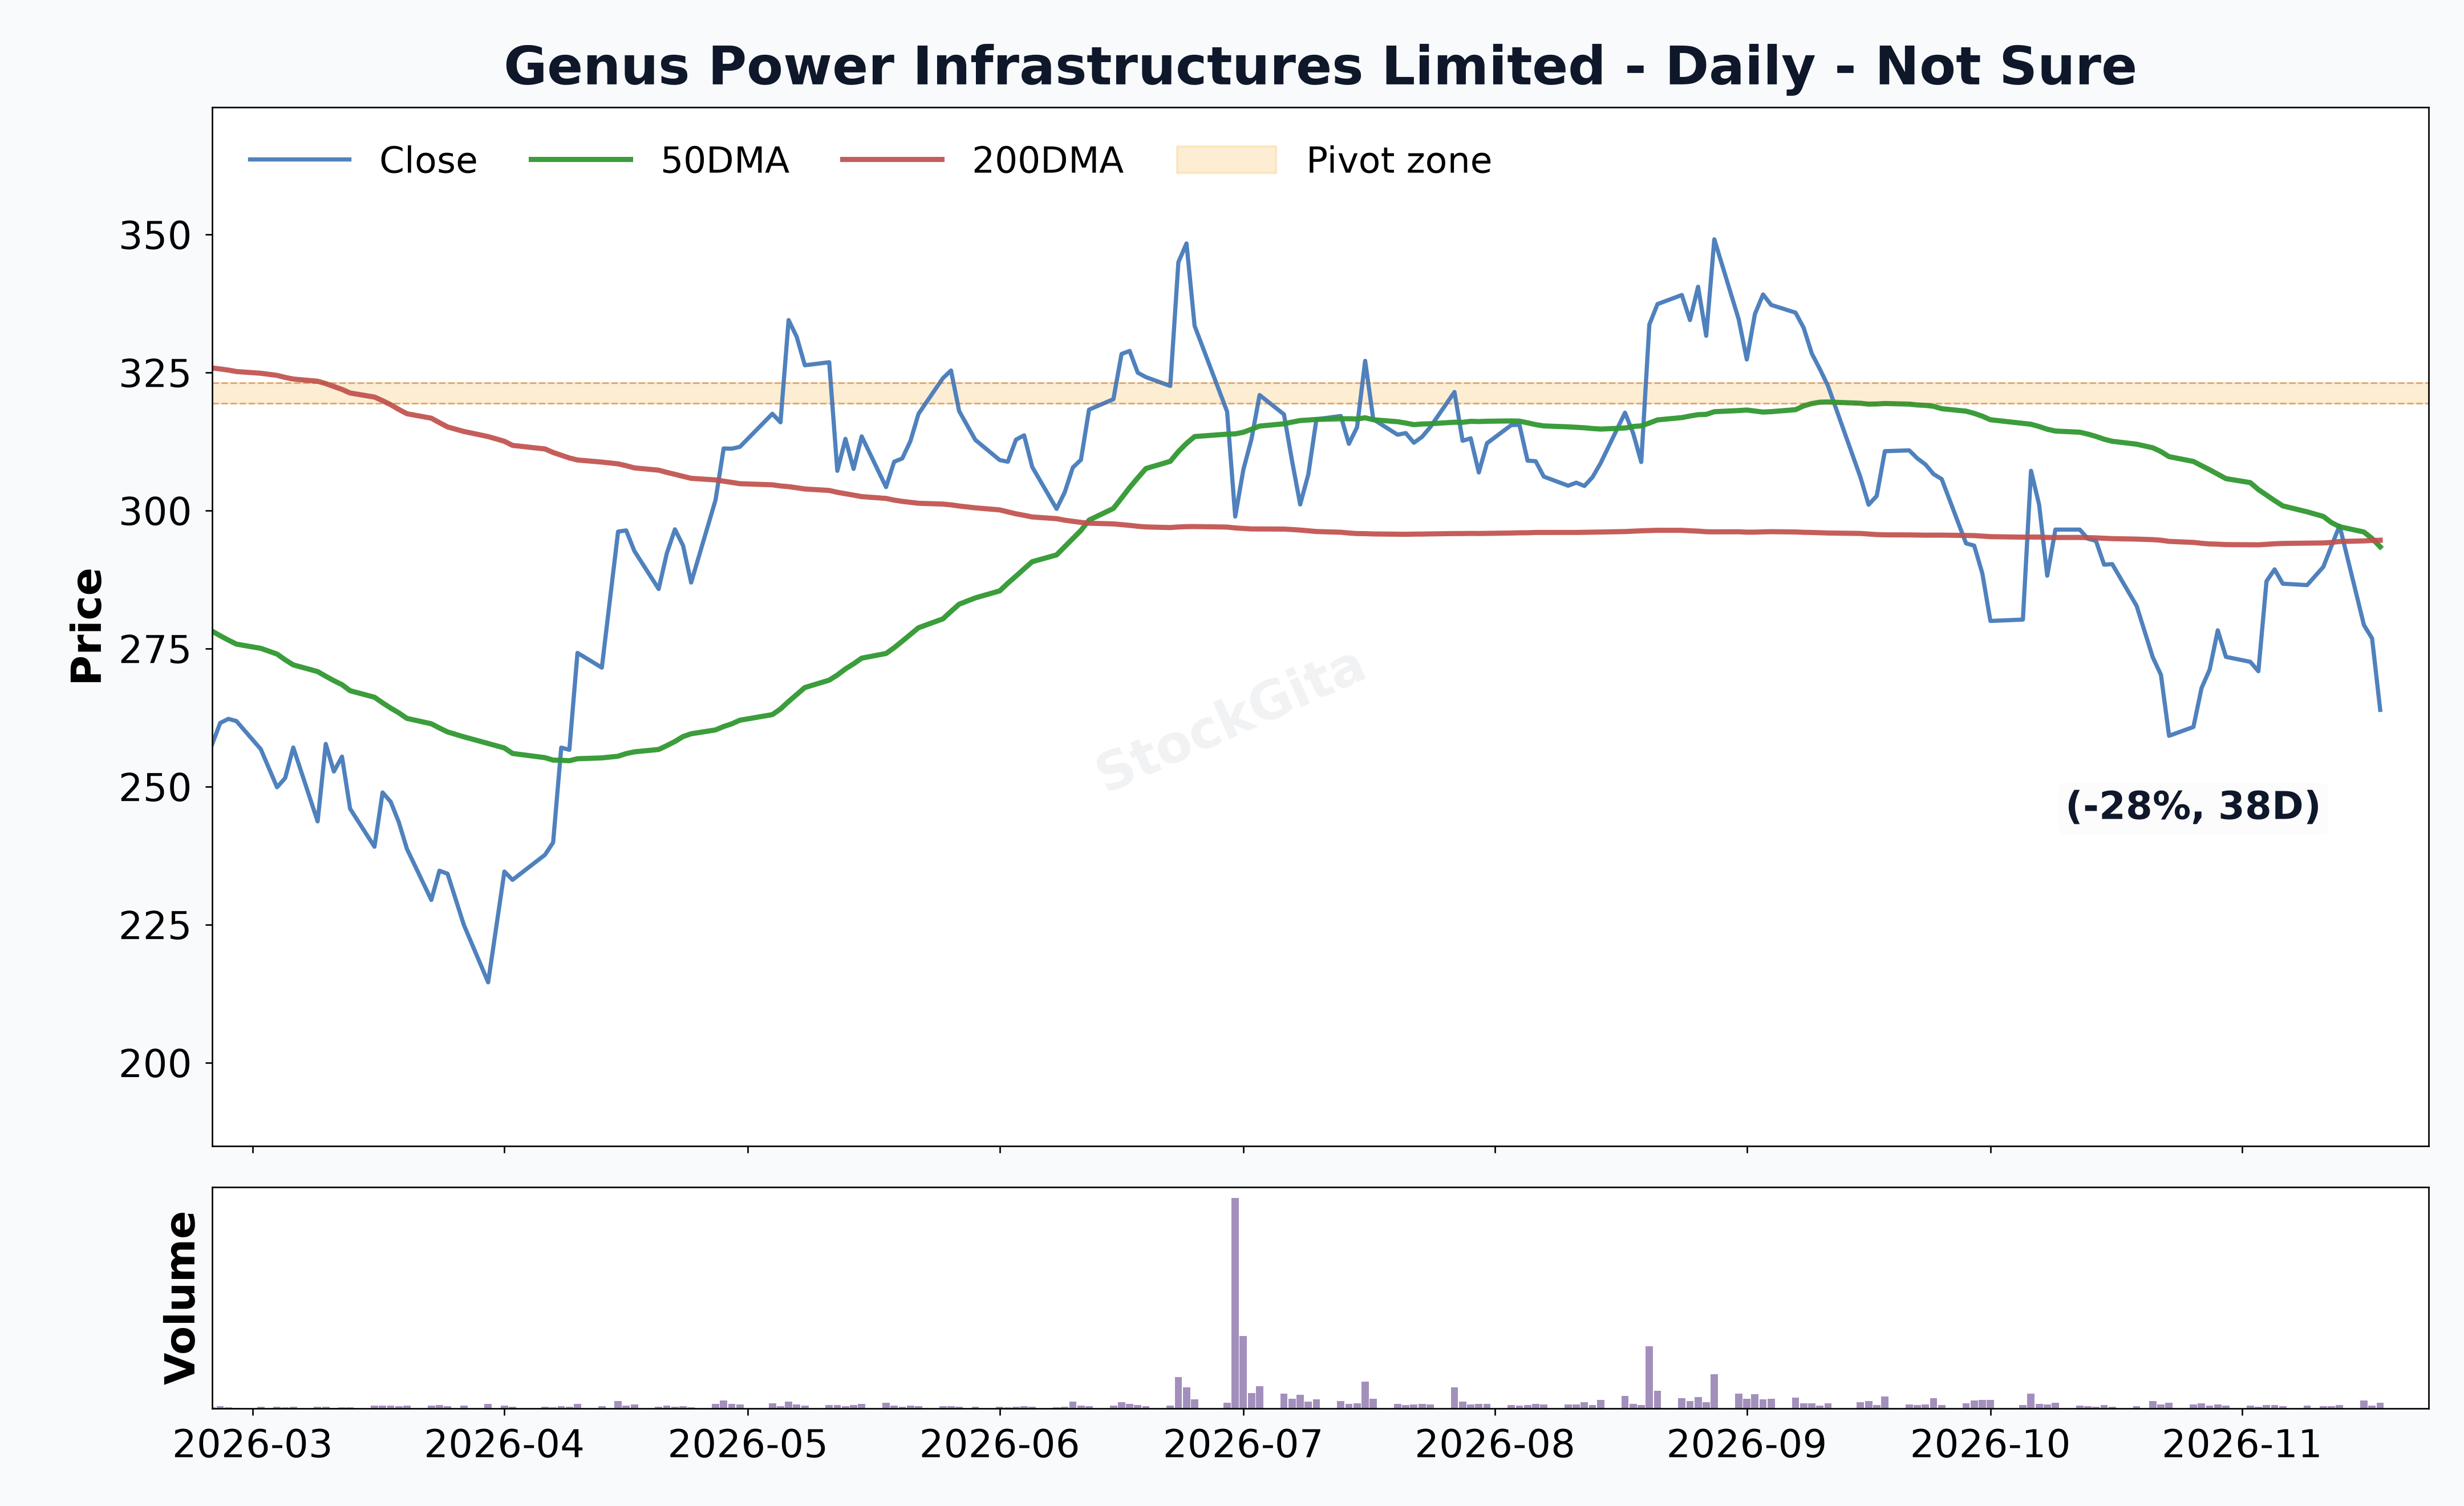 Genus Power Infrastructures Limited - Daily - Not Sure
Close 50DMA 200DMA Pivot zone
350
325
300
275
250
225
200
Price
StockGita
(-28%, 38D)
Volume
2026-03 2026-04 2026-05 2026-06 2026-07 2026-08 2026-09 2026-10 2026-11